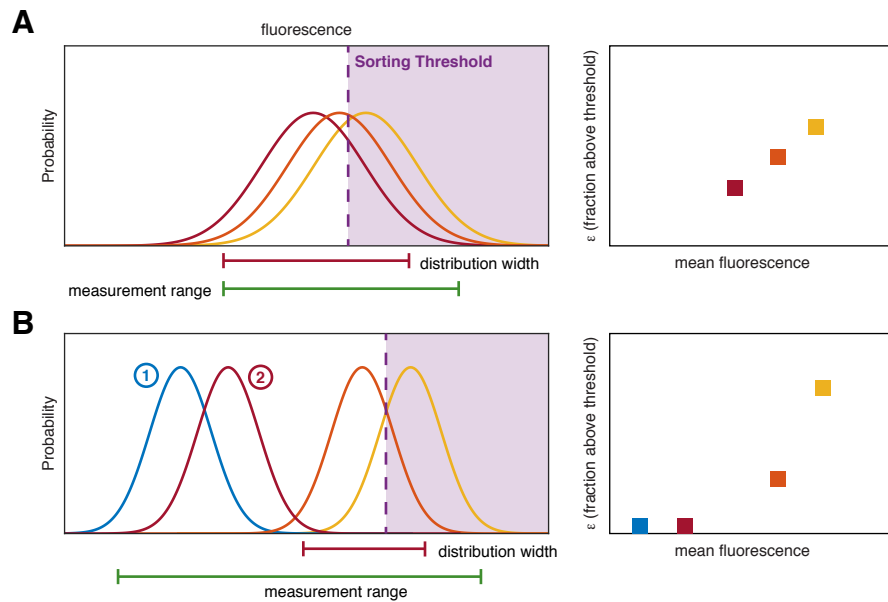 A
fluorescence
Sorting Threshold
Probability
distribution width
measurement range
ε (fraction above threshold)
mean fluorescence
B
1
2
Probability
distribution width
measurement range
ε (fraction above threshold)
mean fluorescence